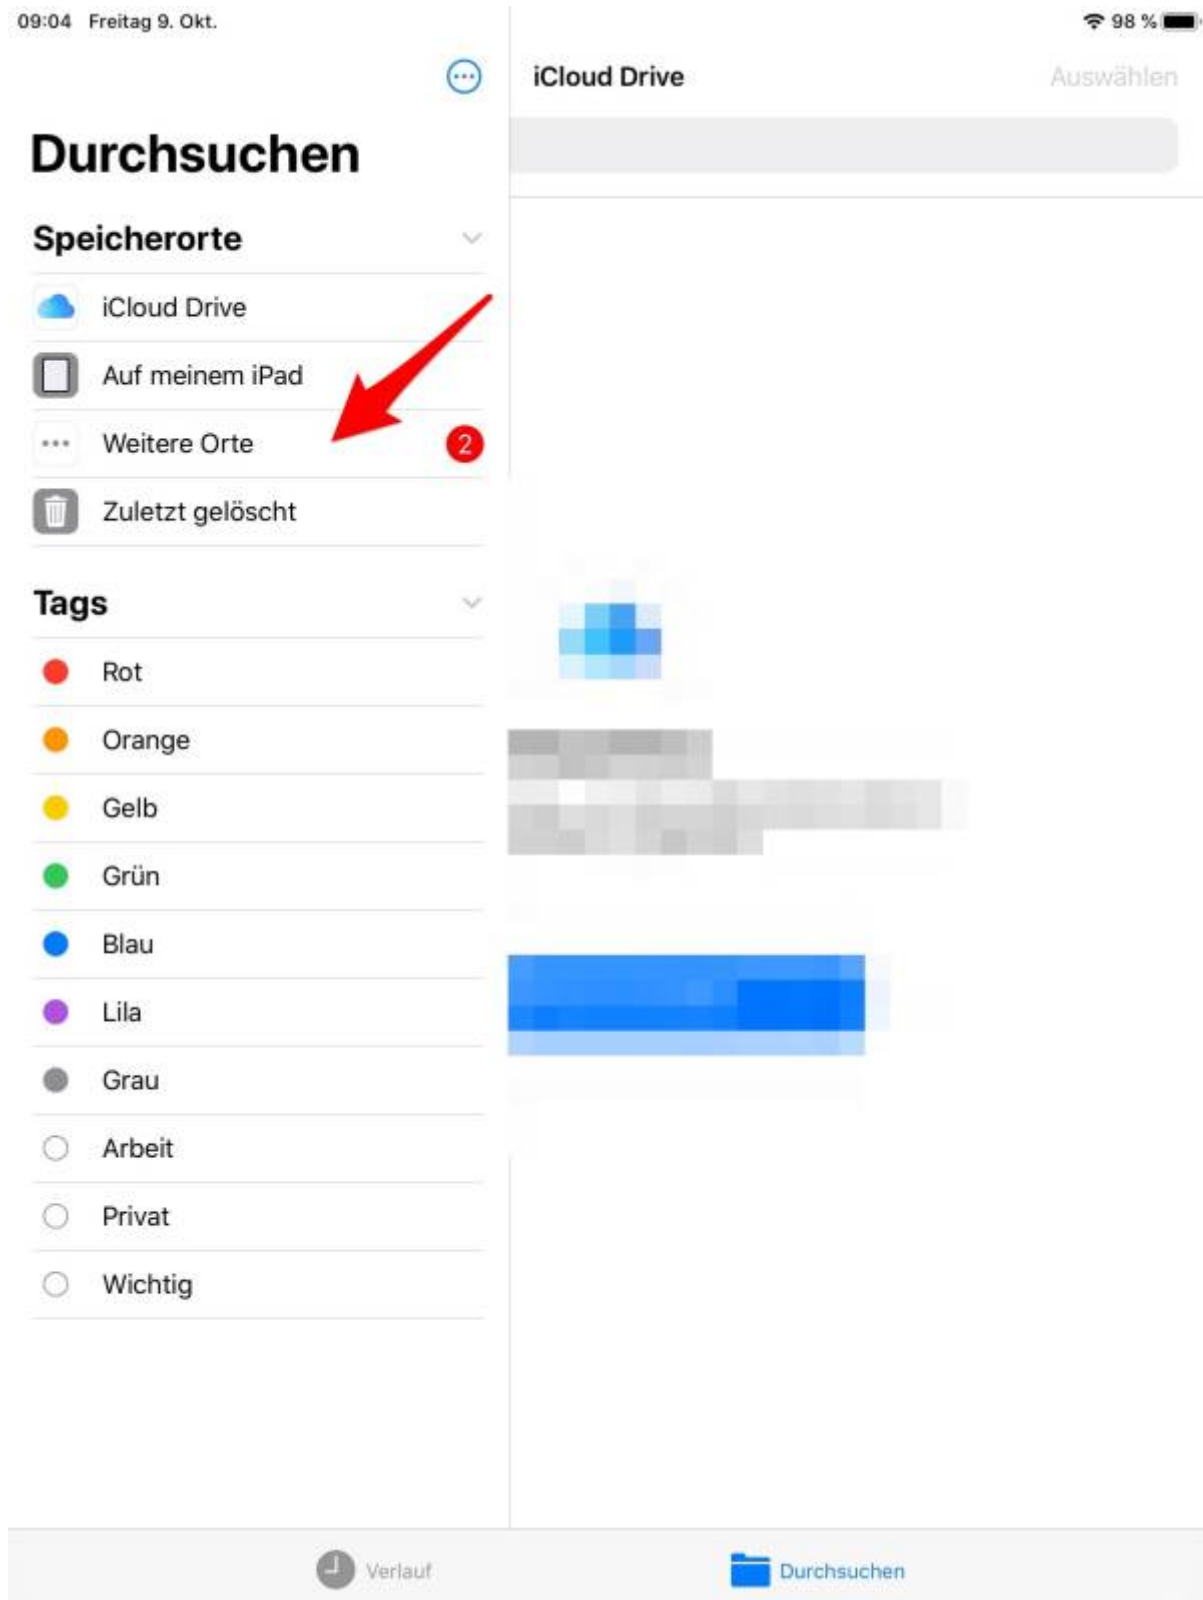 09:04 Freitag 9. Okt.
98 %
iCloud Drive
Auswählen
Durchsuchen
Speicherorte
iCloud Drive
Auf meinem iPad
Weitere Orte
2
Zuletzt gelöscht
Tags
Rot
Orange
Gelb
Grün
Blau
Lila
Grau
Arbeit
Privat
Wichtig
Verlauf
Durchsuchen